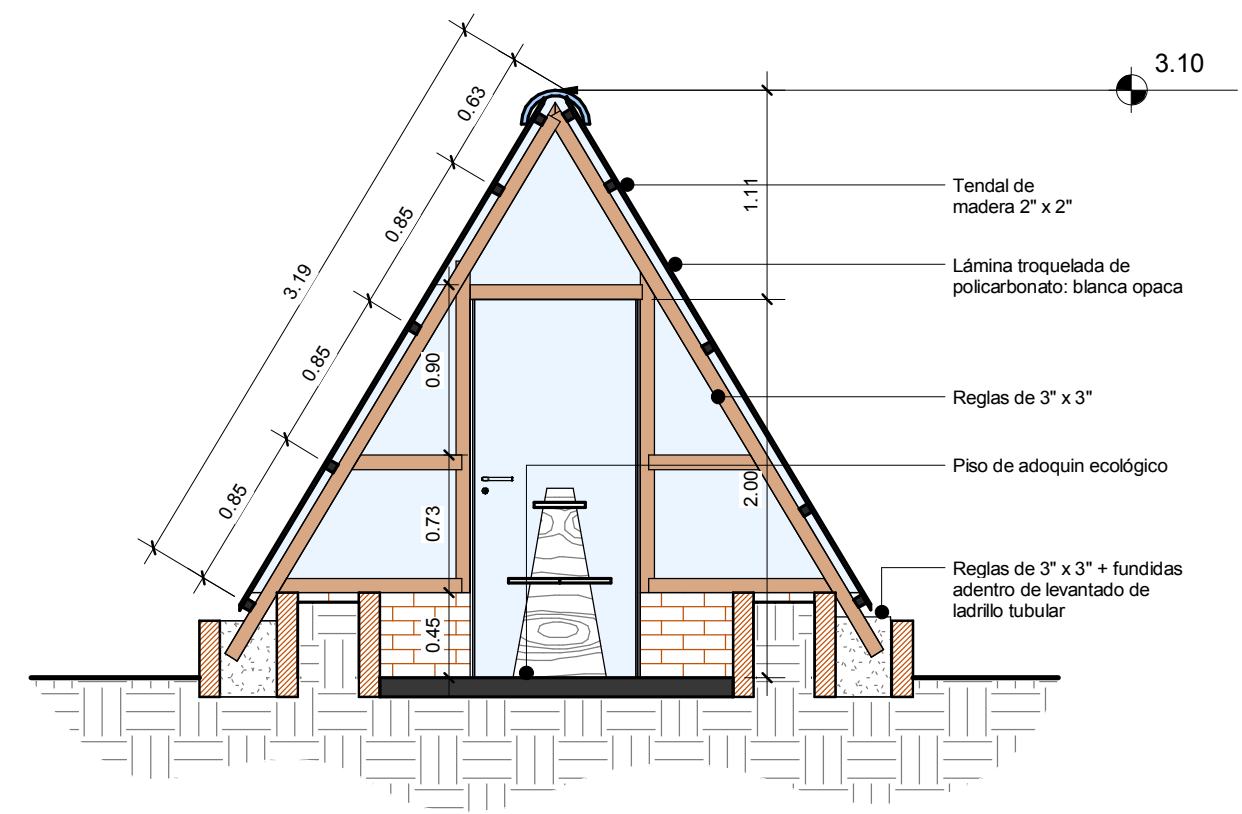 3.10
0.63
Tendal de
madera 2" x 2"
1.11
0.85
Lámina troquelada de
policarbonato: blanca opaca
3.19
0.85
0.90
Reglas de 3" x 3"
Piso de adoquin ecológico
0.85
2.00
0.73
Reglas de 3" x 3" + fundidas
adentro de levantado de
ladrillo tubular
0.45